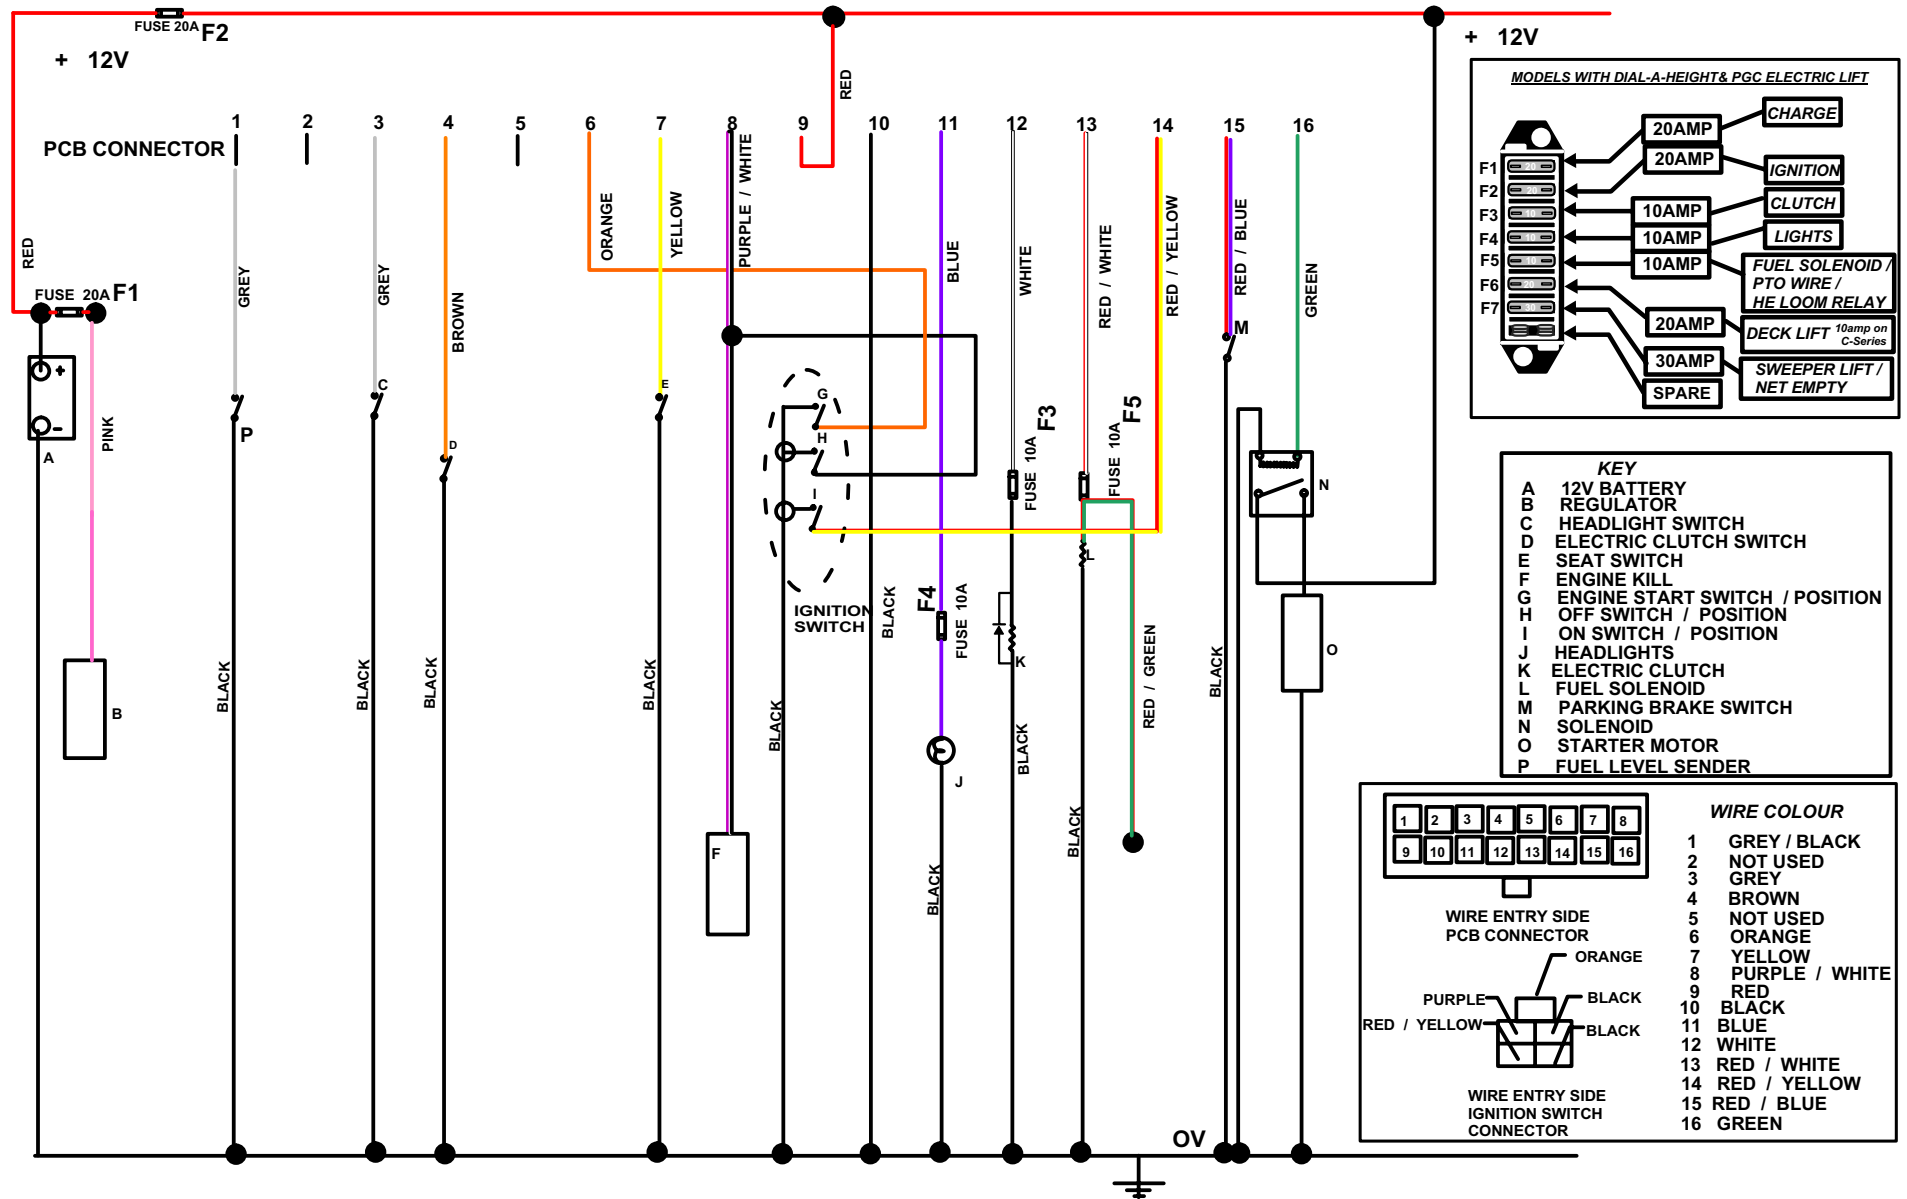 FUSE 20A F2
+ 12V
+ 12V
RED
1 2 3 4 5 6 7 8 9 10 11 12 13 14 15 16
PCB CONNECTOR
RED
GREY
GREY
BROWN
ORANGE
YELLOW
PURPLE / WHITE
BLUE
WHITE
RED / WHITE
RED / YELLOW
RED / BLUE
GREEN
FUSE 20A F1
+
-
A
PINK
B
P
C
D
E
G
H
I
IGNITION
SWITCH
F
F4
FUSE 10A
F3
FUSE 10A
F5
FUSE 10A
J
K
L
M
N
O
RED / GREEN
BLACK
BLACK
BLACK
BLACK
BLACK
BLACK
BLACK
BLACK
BLACK
BLACK
OV
MODELS WITH DIAL-A-HEIGHT& PGC ELECTRIC LIFT
F1 20
F2 20
F3 10
F4 10
F5 10
F6 20
F7 30
20AMP CHARGE
20AMP IGNITION
10AMP CLUTCH
10AMP LIGHTS
10AMP FUEL SOLENOID /
PTO WIRE /
HE LOOM RELAY
20AMP DECK LIFT 10amp on
C-Series
30AMP SWEEPER LIFT /
NET EMPTY
SPARE
KEY
A 12V BATTERY
B REGULATOR
C HEADLIGHT SWITCH
D ELECTRIC CLUTCH SWITCH
E SEAT SWITCH
F ENGINE KILL
G ENGINE START SWITCH / POSITION
H OFF SWITCH / POSITION
I ON SWITCH / POSITION
J HEADLIGHTS
K ELECTRIC CLUTCH
L FUEL SOLENOID
M PARKING BRAKE SWITCH
N SOLENOID
O STARTER MOTOR
P FUEL LEVEL SENDER
1 2 3 4 5 6 7 8
9 10 11 12 13 14 15 16
WIRE ENTRY SIDE
PCB CONNECTOR
ORANGE
PURPLE
BLACK
RED / YELLOW
BLACK
WIRE ENTRY SIDE
IGNITION SWITCH
CONNECTOR
WIRE COLOUR
1 GREY / BLACK
2 NOT USED
3 GREY
4 BROWN
5 NOT USED
6 ORANGE
7 YELLOW
8 PURPLE / WHITE
9 RED
10 BLACK
11 BLUE
12 WHITE
13 RED / WHITE
14 RED / YELLOW
15 RED / BLUE
16 GREEN